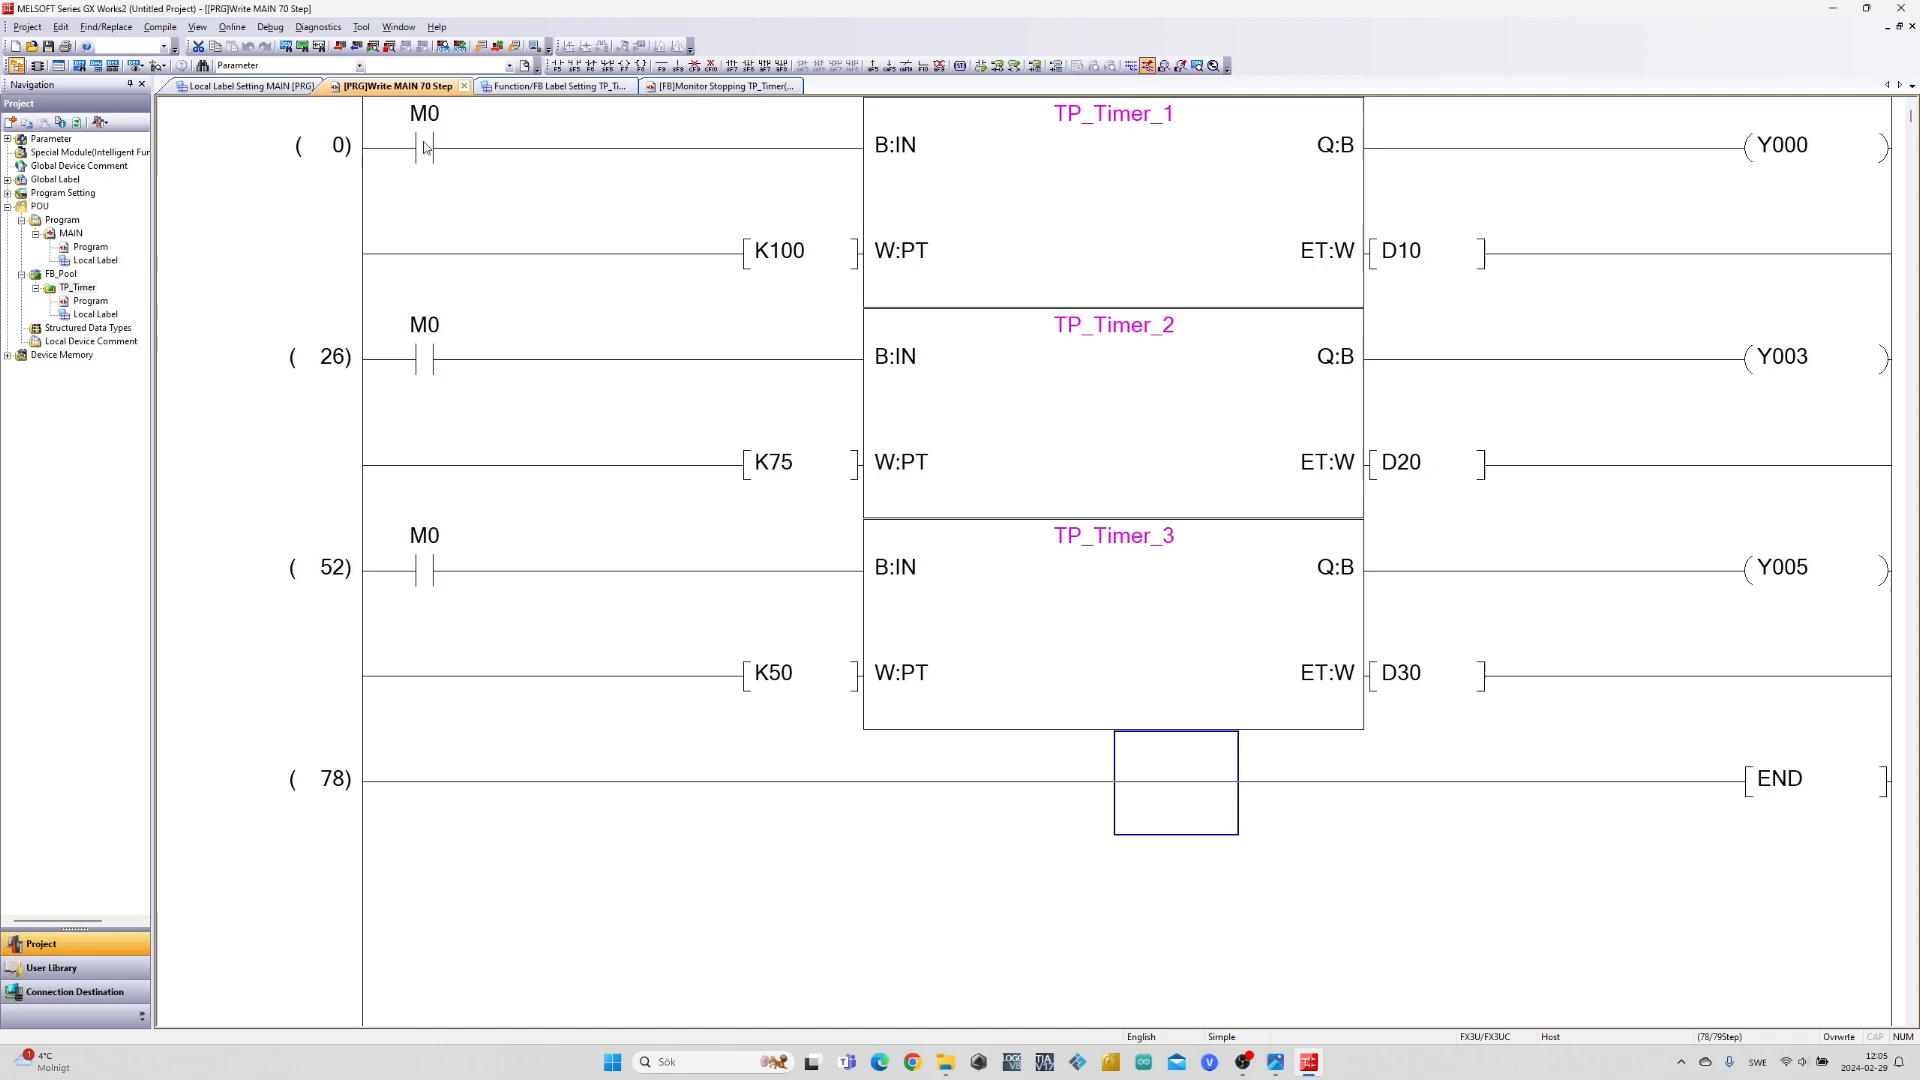 MELSOFT Series GX Works2 (Untitled Project) - [[PRG]Write MAIN 70 Step]
Project Edit Find/Replace Compile View Online Debug Diagnostics Tool Window Help
Parameter
Navigation
Local Label Setting MAIN [PRG]
[PRG]Write MAIN 70 Step
Function/FB Label Setting TP_Ti...
[FB]Monitor Stopping TP_Timer(...
Project
Parameter
Special Module(Intelligent Fun
Global Device Comment
Global Label
Program Setting
POU
Program
MAIN
Program
Local Label
FB_Pool
TP_Timer
Program
Local Label
Structured Data Types
Local Device Comment
Device Memory
M0 TP_Timer_1
( 0) B:IN Q:B ( Y000 )
[ K100 ] W:PT ET:W [ D10 ]
M0 TP_Timer_2
( 26) B:IN Q:B ( Y003 )
[ K75 ] W:PT ET:W [ D20 ]
M0 TP_Timer_3
( 52) B:IN Q:B ( Y005 )
[ K50 ] W:PT ET:W [ D30 ]
( 78) [ END ]
Project
User Library
Connection Destination
English Simple FX3U/FX3UC Host (78/79Step) Ovrwrte CAP NUM
1
4°C
Molnigt
Sök
SWE
12:05
2024-02-29